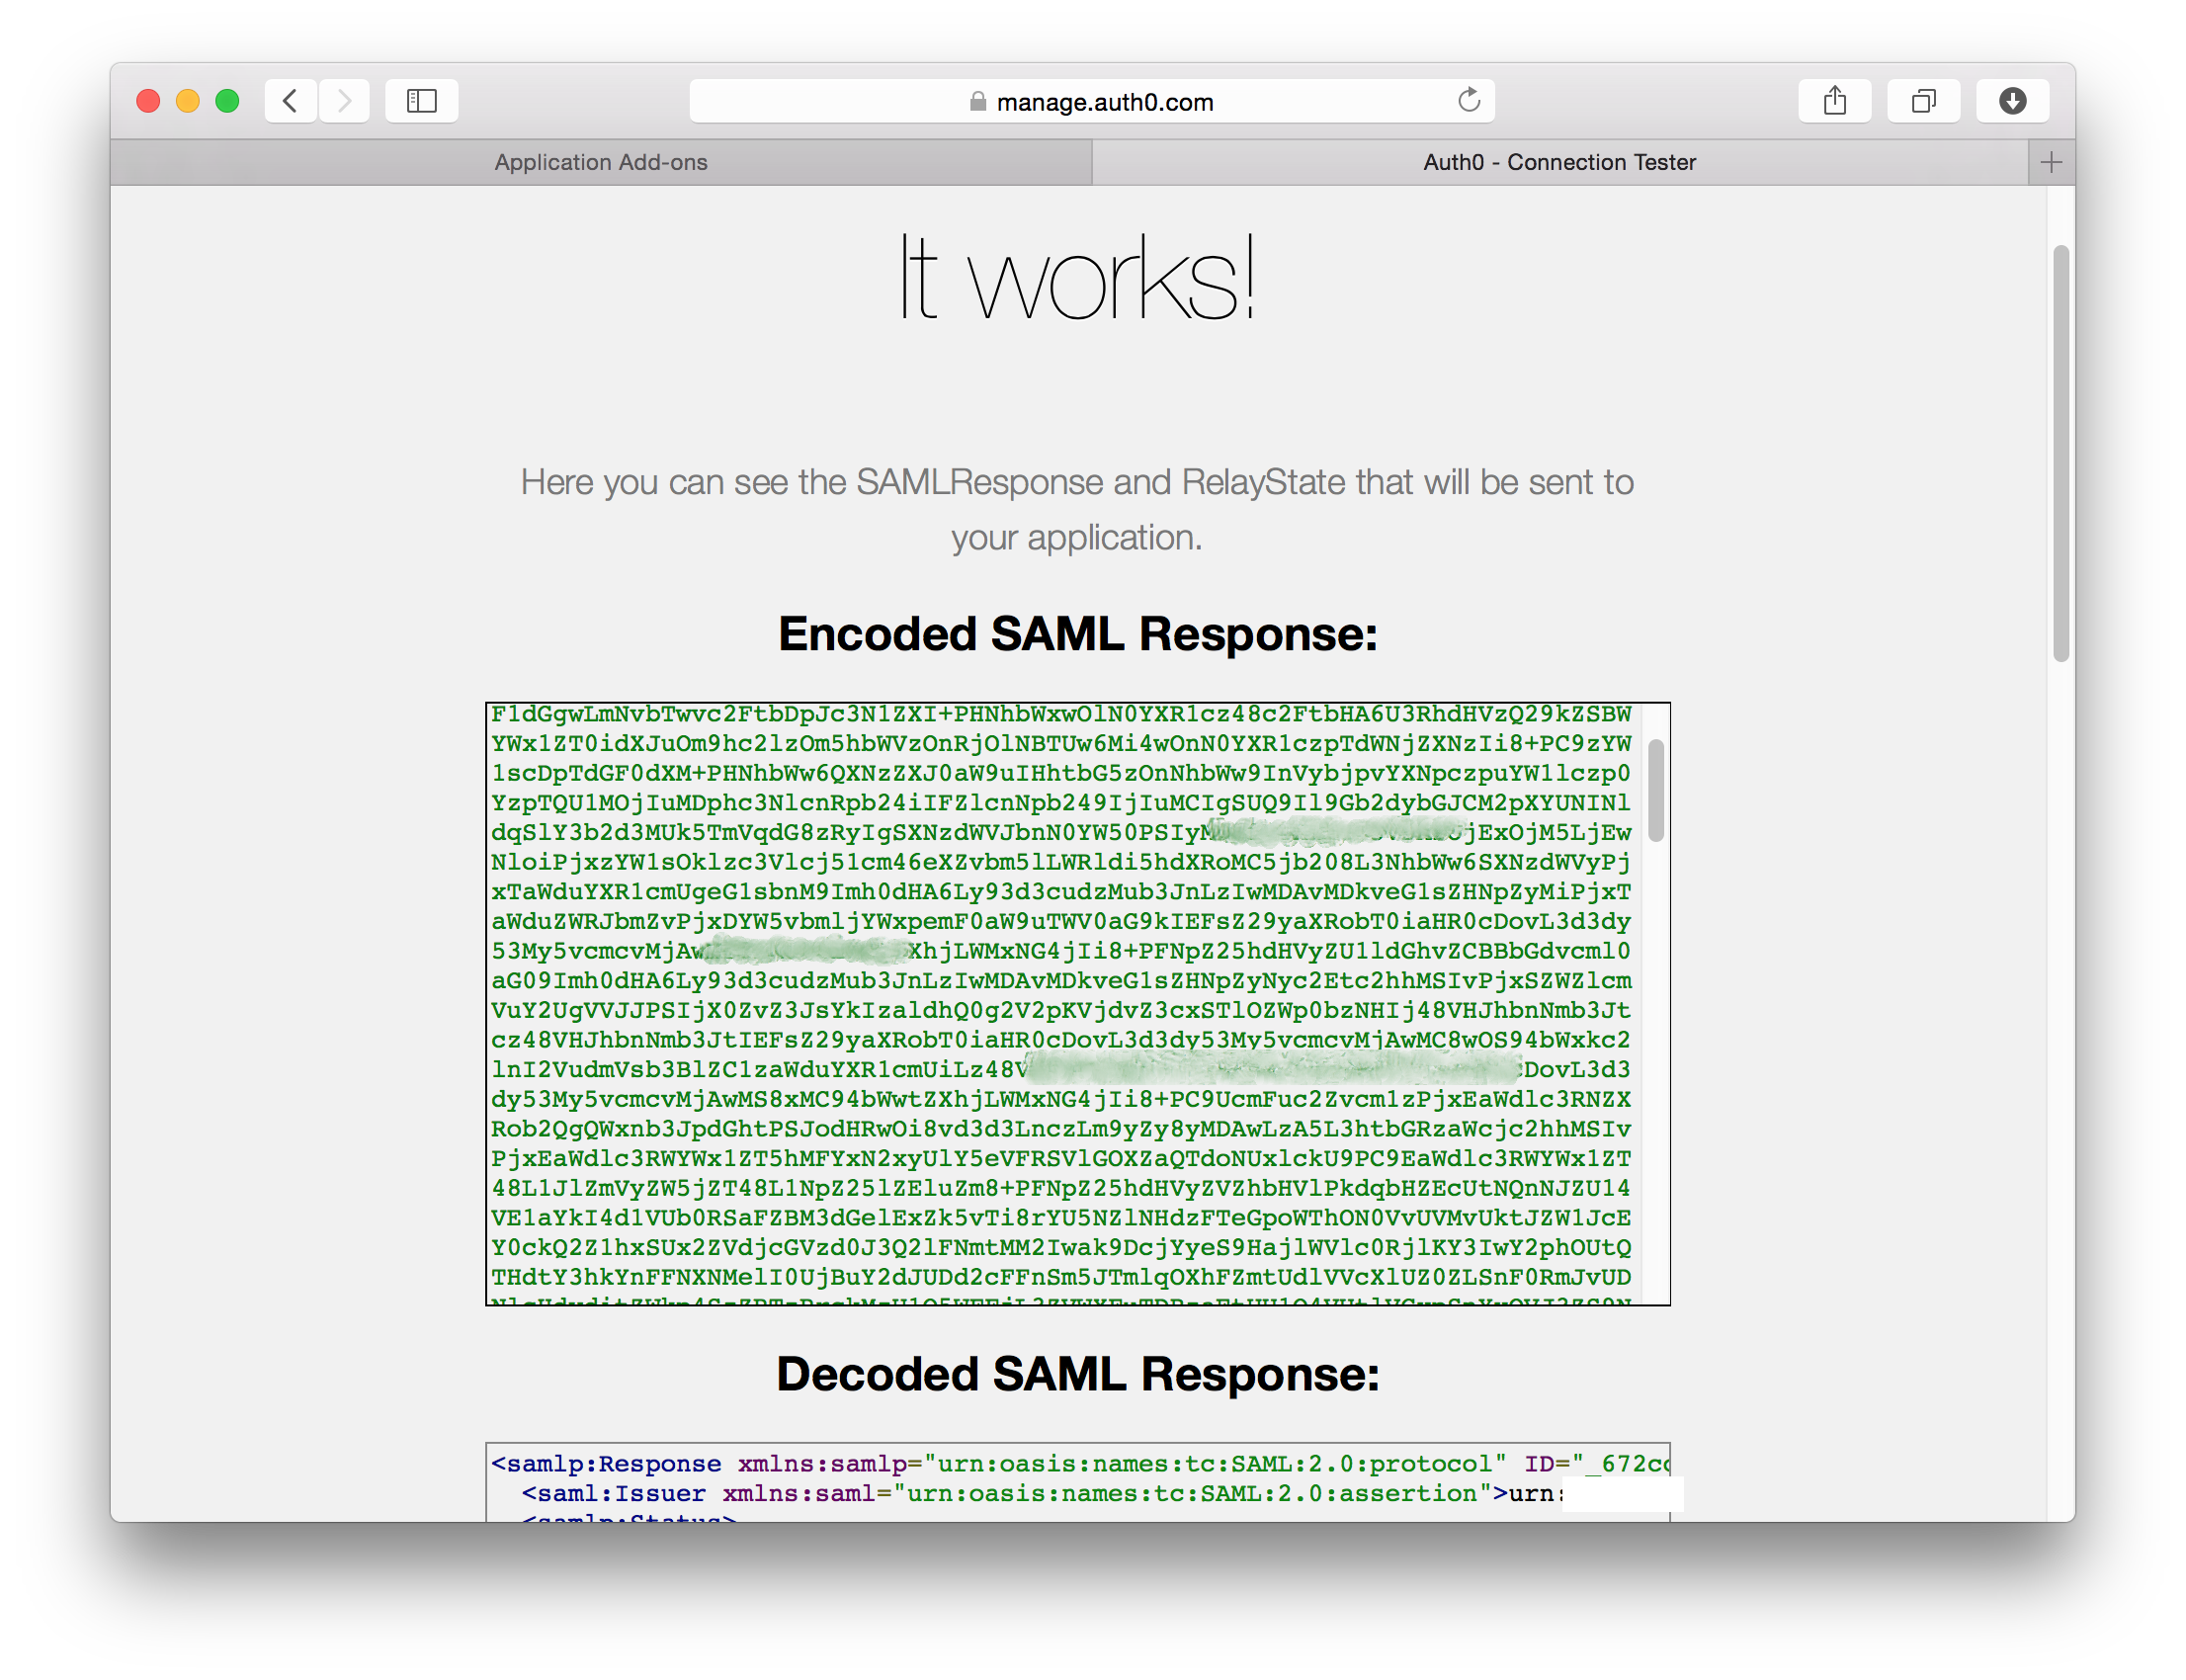 manage.auth0.com
Application Add-ons
Auth0 - Connection Tester
It works!
Here you can see the SAMLResponse and RelayState that will be sent to
your application.
Encoded SAML Response:
F1dGgwLmNvbTwvc2FtbDpJc3N1ZXI+PHNhbWxwOlN0YXR1cz48c2FtbHA6U3RhdHVzQ29kZSBW
YWx1ZT0idXJuOm9hc2lzOm5hbWVzOnRjOlNBTUw6Mi4wOnN0YXR1czpTdWNjZXNzIi8+PC9zYW
1scDpTdGF0dXM+PHNhbWw6QXNzZXJ0aW9uIHhtbG5zOnNhbWw9InVybjpvYXNpczpuYW1lczp0
YzpTQU1MOjIuMDphc3NlcnRpb24iIFZlcnNpb249IjIuMCIgSUQ9Il9Gb2dybGJCM2pXYUNINl
dqSlY3b2d3MUk5TmVqdG8zRyIgSXNzdWVJbnN0YW50PSIyM jExOjM5LjEw
NloiPjxzYW1sOklzc3Vlcj51cm46eXZvbm5lLWRldi5hdXRoMC5jb208L3NhbWw6SXNzdWVyPj
xTaWduYXR1cmUgeG1sbnM9Imh0dHA6Ly93d3cudzMub3JnLzIwMDAvMDkveG1sZHNpZyMiPjxT
aWduZWRJbmZvPjxDYW5vbmljYWxpemF0aW9uTWV0aG9kIEFsZ29yaXRobT0iaHR0cDovL3d3dy
53My5vcmcvMjAw XhjLWMxNG4jIi8+PFNpZ25hdHVyZU1ldGhvZCBBbGdvcml0
aG09Imh0dHA6Ly93d3cudzMub3JnLzIwMDAvMDkveG1sZHNpZyNyc2Etc2hhMSIvPjxSZWZlcm
VuY2UgVVJJPSIjX0ZvZ3JsYkIzaldhQ0g2V2pKVjdvZ3cxSTlOZWp0bzNHIj48VHJhbnNmb3Jt
cz48VHJhbnNmb3JtIEFsZ29yaXRobT0iaHR0cDovL3d3dy53My5vcmcvMjAwMC8wOS94bWxkc2
lnI2VudmVsb3BlZC1zaWduYXR1cmUiLz48V DovL3d3
dy53My5vcmcvMjAwMS8xMC94bWwtZXhjLWMxNG4jIi8+PC9UcmFuc2Zvcm1zPjxEaWdlc3RNZX
Rob2QgQWxnb3JpdGhtPSJodHRwOi8vd3d3LnczLm9yZy8yMDAwLzA5L3htbGRzaWcjc2hhMSIv
PjxEaWdlc3RWYWx1ZT5hMFYxN2xyUlY5eVFRSVlGOXZaQTdoNUxlckU9PC9EaWdlc3RWYWx1ZT
48L1JlZmVyZW5jZT48L1NpZ25lZEluZm8+PFNpZ25hdHVyZVZhbHVlPkdqbHZEcUtNQnNJZU14
VE1aYkI4d1VUb0RSaFZBM3dGelExZk5vTi8rYU5NZlNHdzFTeGpoWThON0VvUVMvUktJZW1JcE
Y0ckQ2Z1hxSUx2ZVdjcGVzd0J3Q2lFNmtMM2Iwak9DcjYyeS9HajlWVlc0RjlKY3IwY2phOUtQ
THdtY3hkYnFFNXNMelI0UjBuY2dJUDd2cFFnSm5JTmlqOXhFZmtUdlVVcXlUZ0ZLSnF0RmJvUD
Decoded SAML Response:
<samlp:Response xmlns:samlp="urn:oasis:names:tc:SAML:2.0:protocol" ID="_672c
<saml:Issuer xmlns:saml="urn:oasis:names:tc:SAML:2.0:assertion">urn:
<samlp:Status>